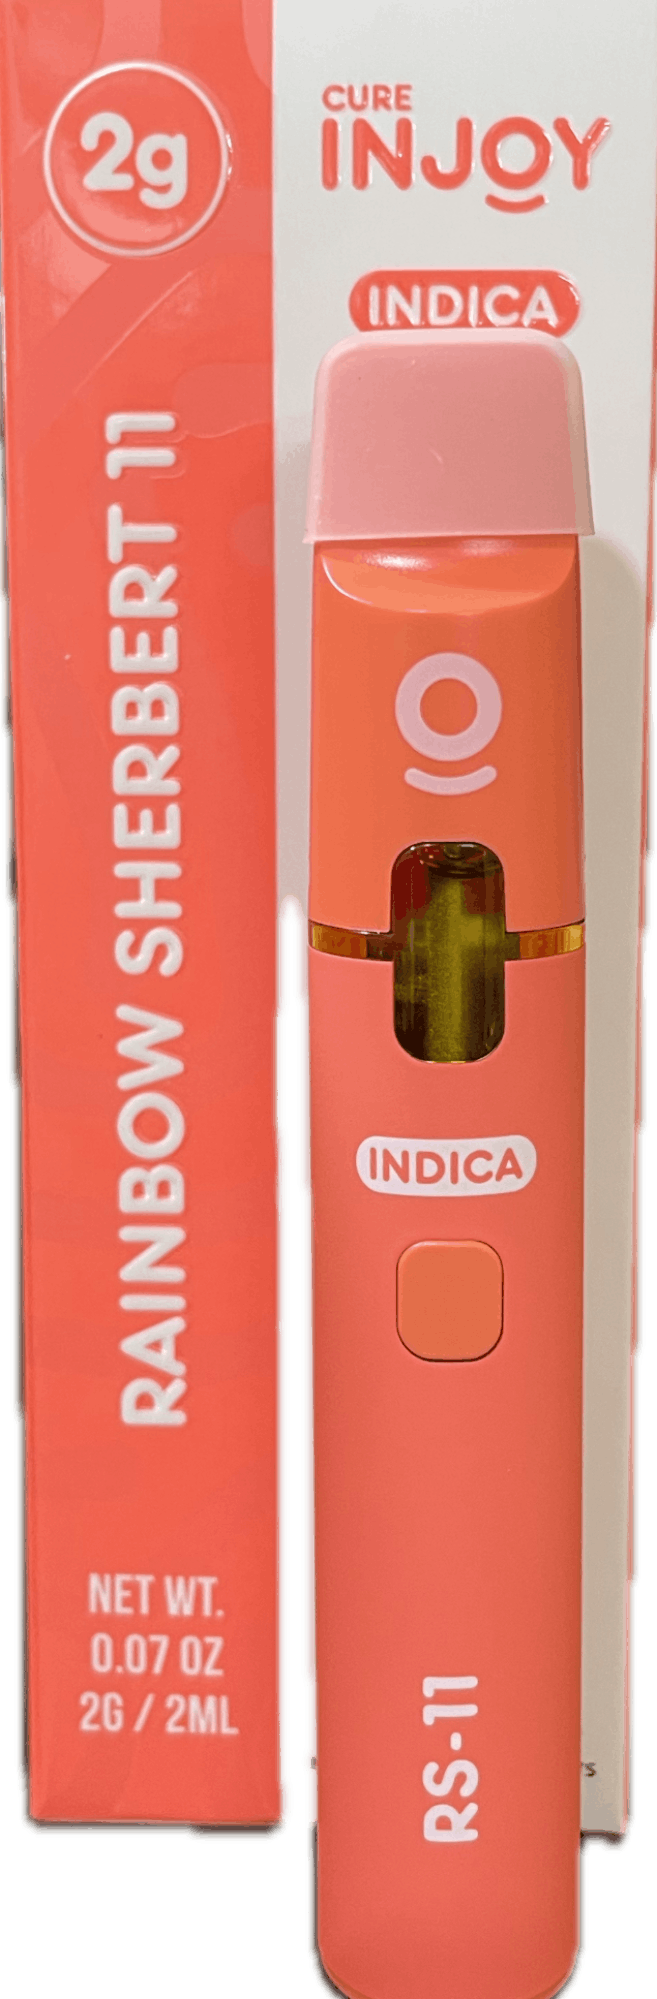 2g
RAINBOW SHERBERT 11
NET WT.
0.07 OZ
2G / 2ML
CURE
INJOY
INDICA
INDICA
RS-11